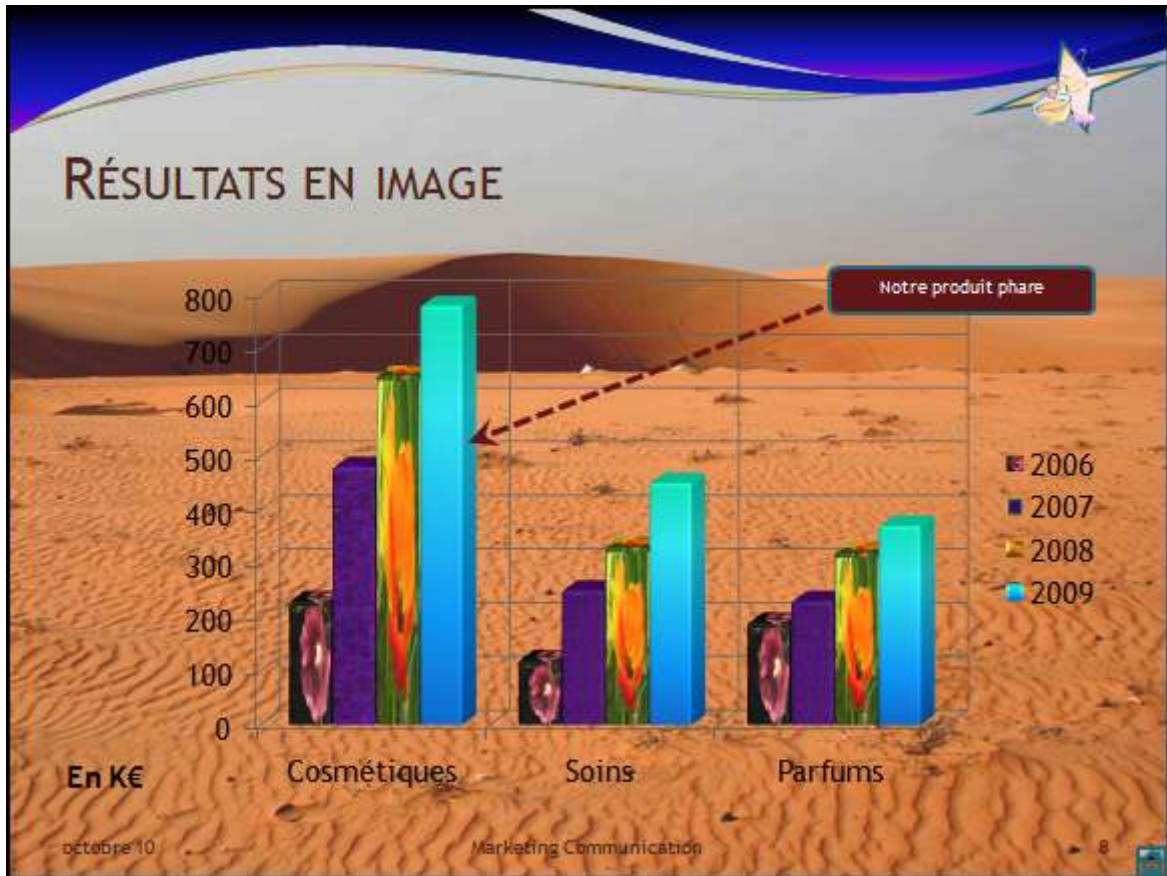 RÉSULTATS EN IMAGE
Notre produit phare
800
700
600
500
400
300
200
100
0
2006
2007
2008
2009
Cosmétiques Soins Parfums
En K€
octobre 10 Marketing Communication 8